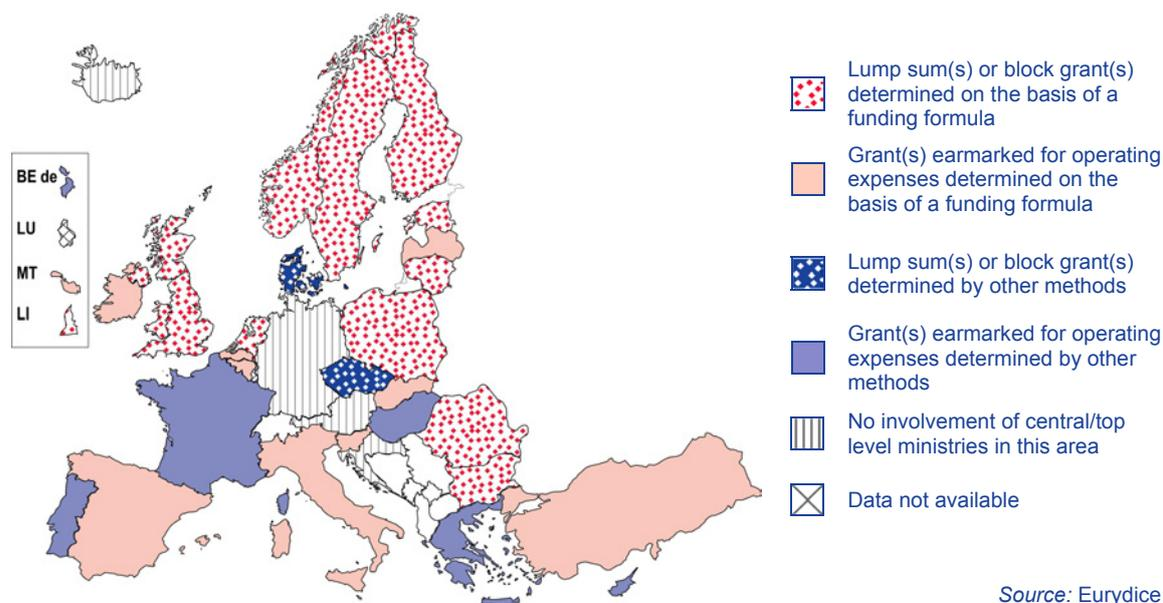 BE de
LU
MT
LI
Lump sum(s) or block grant(s)
determined on the basis of a
funding formula
Grant(s) earmarked for operating
expenses determined on the
basis of a funding formula
Lump sum(s) or block grant(s)
determined by other methods
Grant(s) earmarked for operating
expenses determined by other
methods
No involvement of central/top
level ministries in this area
Data not available
Source: Eurydice